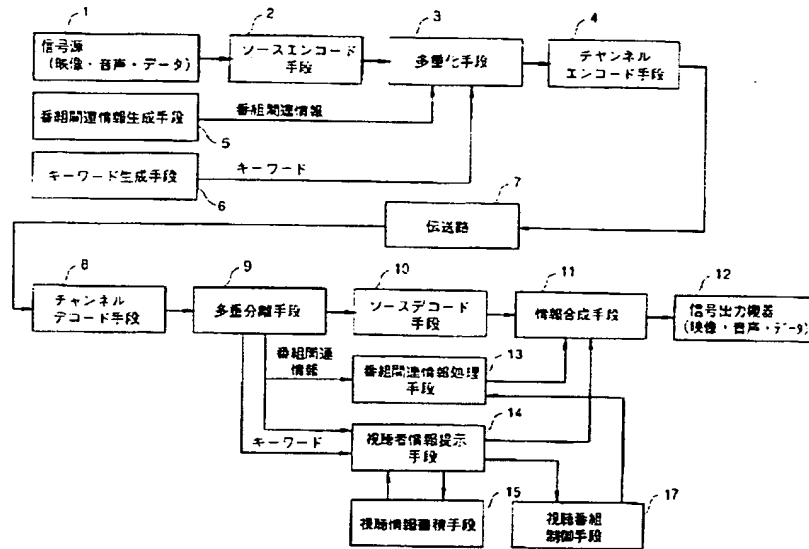 1
2
3
4
信号源
(映像・音声・データ)
ソースエンコード
手段
多重化手段
チャンネル
エンコード手段
番組関連情報生成手段
番組関連情報
5
キーワード生成手段
キーワード
6
7
伝送路
8
9
10
11
12
チャンネル
デコード手段
多重分離手段
ソースデコード
手段
情報合成手段
信号出力機器
(映像・音声・データ)
番組関連
情報
13
番組関連情報処理
手段
14
キーワード
視聴者情報提示
手段
15
視聴情報蓄積手段
17
視聴番組
制御手段